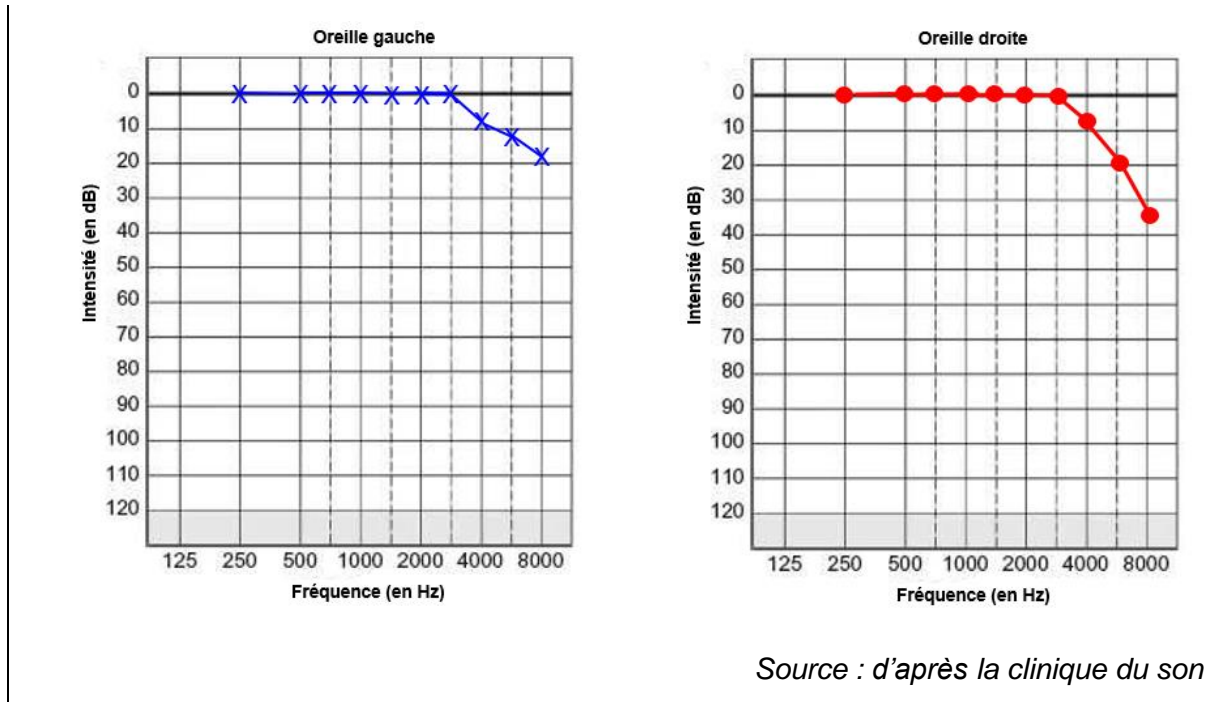 Oreille gauche
0
10
20
30
40
50
60
70
80
90
100
110
120
Intensité (en dB)
125 250 500 1000 2000 4000 8000
Fréquence (en Hz)
Oreille droite
0
10
20
30
40
50
60
70
80
90
100
110
120
Intensité (en dB)
125 250 500 1000 2000 4000 8000
Fréquence (en Hz)
Source : d’après la clinique du son